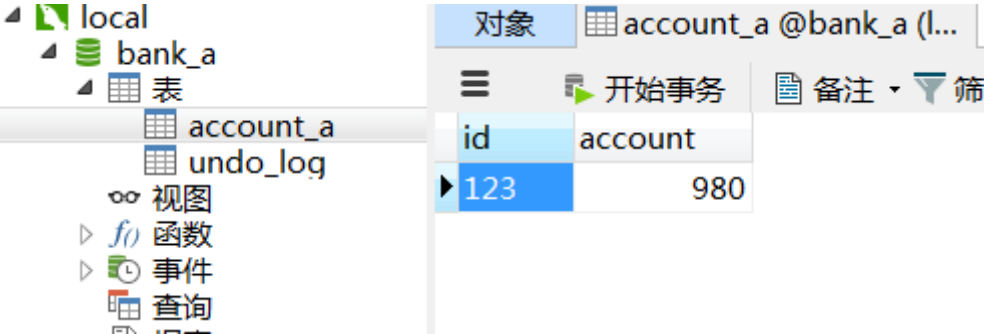 local
bank_a
表
account_a
undo_log
视图
f() 函数
事件
查询
对象
account_a @bank_a (l...
开始事务
备注
筛
id account
123 980